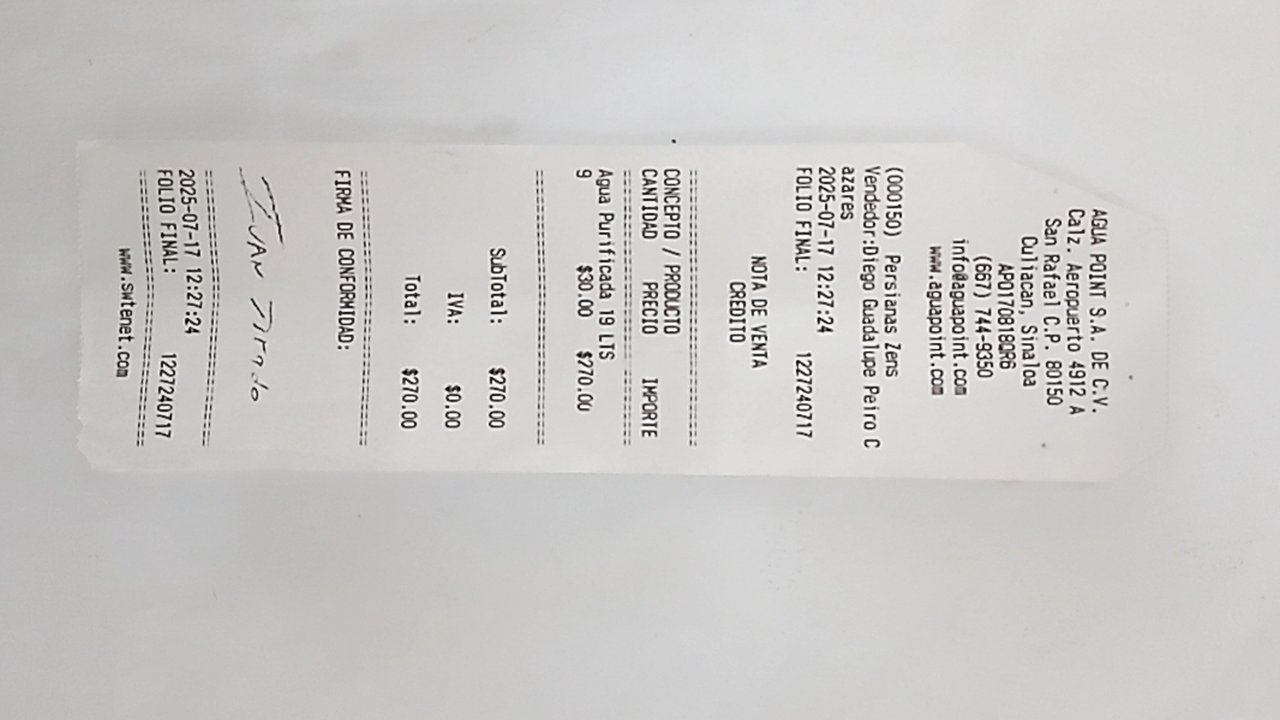 AGUA POINT S.A. DE C.V.
Calz. Aeropuerto 4912 A
San Rafael C.P. 80150
Culiacan, Sinaloa
APO170818QR6
(667) 744-9350
info@aguapoint.com
www.aguapoint.com
(000150) Persianas Zens
Vendedor:Diego Guadalupe Peiro C
azares
2025-07-17 12:27:24
FOLIO FINAL: 1227240717
NOTA DE VENTA
CREDITO
CONCEPTO / PRODUCTO
CANTIDAD PRECIO IMPORTE
Agua Purificada 19 LTS
9 $30.00 $270.00
SubTotal: $270.00
IVA: $0.00
Total: $270.00
FIRMA DE CONFORMIDAD:
IVAN
2025-07-17 12:27:24
FOLIO FINAL: 1227240717
www.swtenet.com